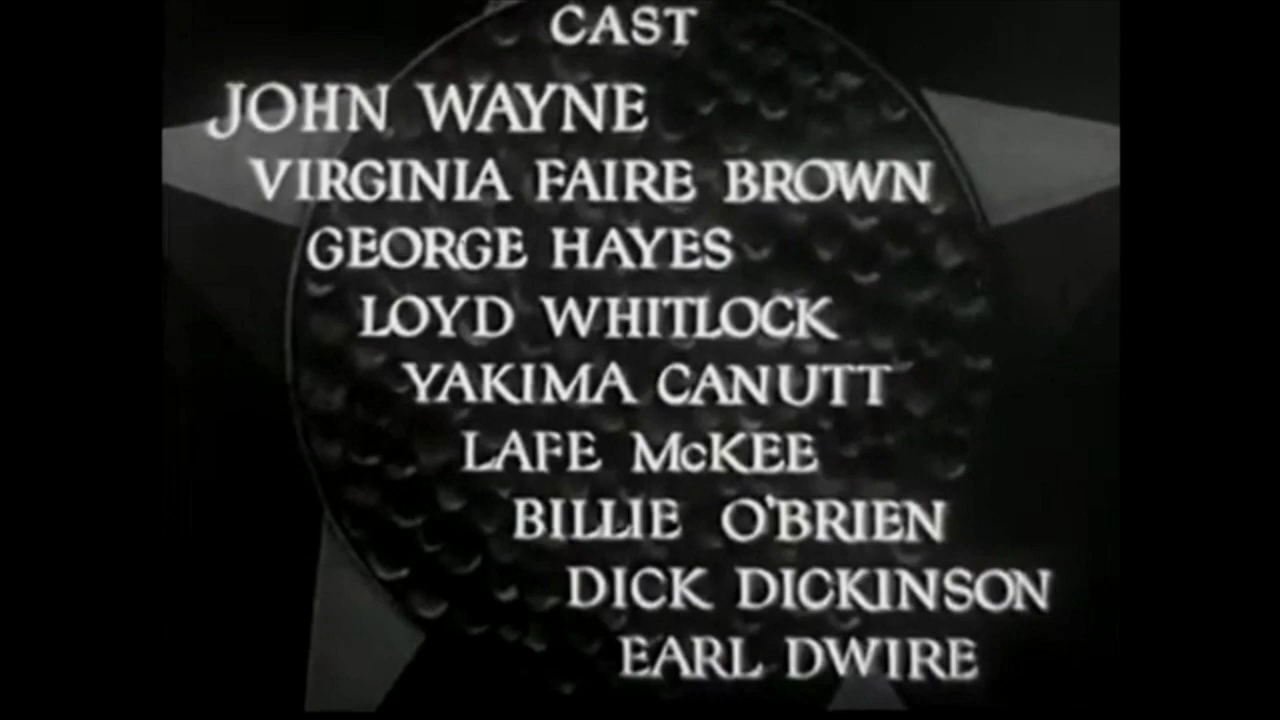 CAST
JOHN WAYNE
VIRGINIA FAIRE BROWN
GEORGE HAYES
LOYD WHITLOCK
YAKIMA CANUTT
LAFE McKEE
BILLIE O'BRIEN
DICK DICKINSON
EARL DWIRE